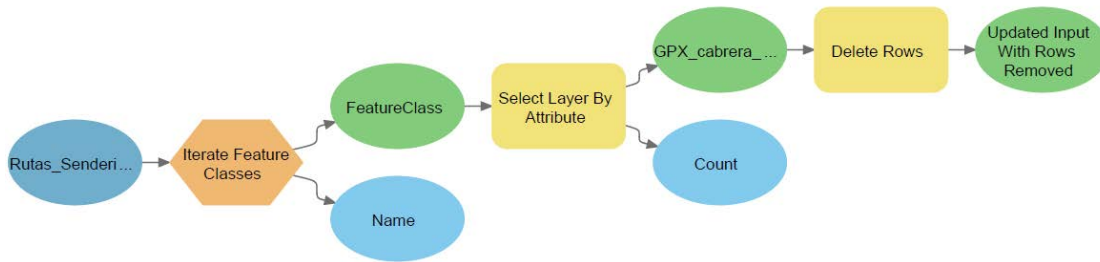 Rutas_Senderi ...
Iterate Feature
Classes
FeatureClass
Name
Select Layer By
Attribute
GPX_cabrera_ ...
Count
Delete Rows
Updated Input
With Rows
Removed